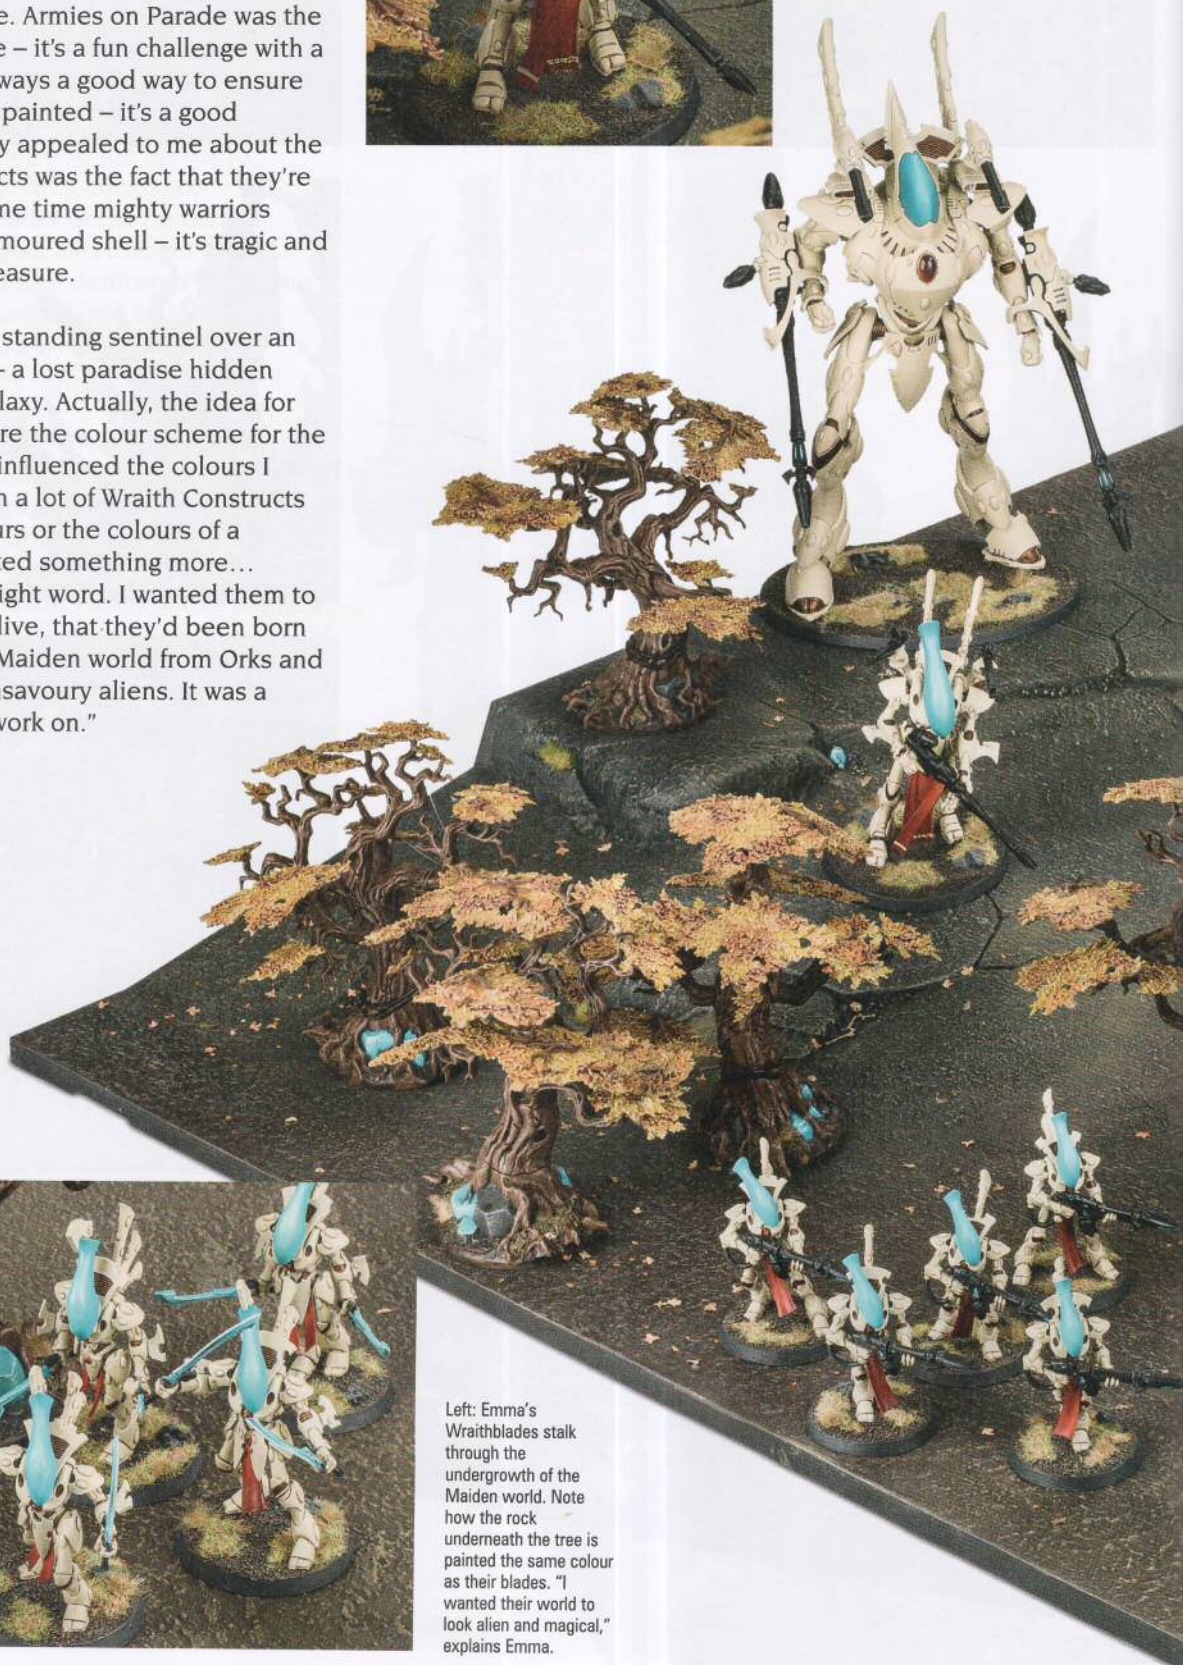 e. Armies on Parade was the
e – it's a fun challenge with a
ways a good way to ensure
painted – it's a good
y appealed to me about the
cts was the fact that they're
me time mighty warriors
moured shell – it's tragic and
easure.
standing sentinel over an
– a lost paradise hidden
laxy. Actually, the idea for
re the colour scheme for the
influenced the colours I
n a lot of Wraith Constructs
urs or the colours of a
ted something more...
ight word. I wanted them to
live, that they'd been born
Maiden world from Orks and
nsavoury aliens. It was a
work on."
Left: Emma's
Wraithblades stalk
through the
undergrowth of the
Maiden world. Note
how the rock
underneath the tree is
painted the same colour
as their blades. "I
wanted their world to
look alien and magical,"
explains Emma.